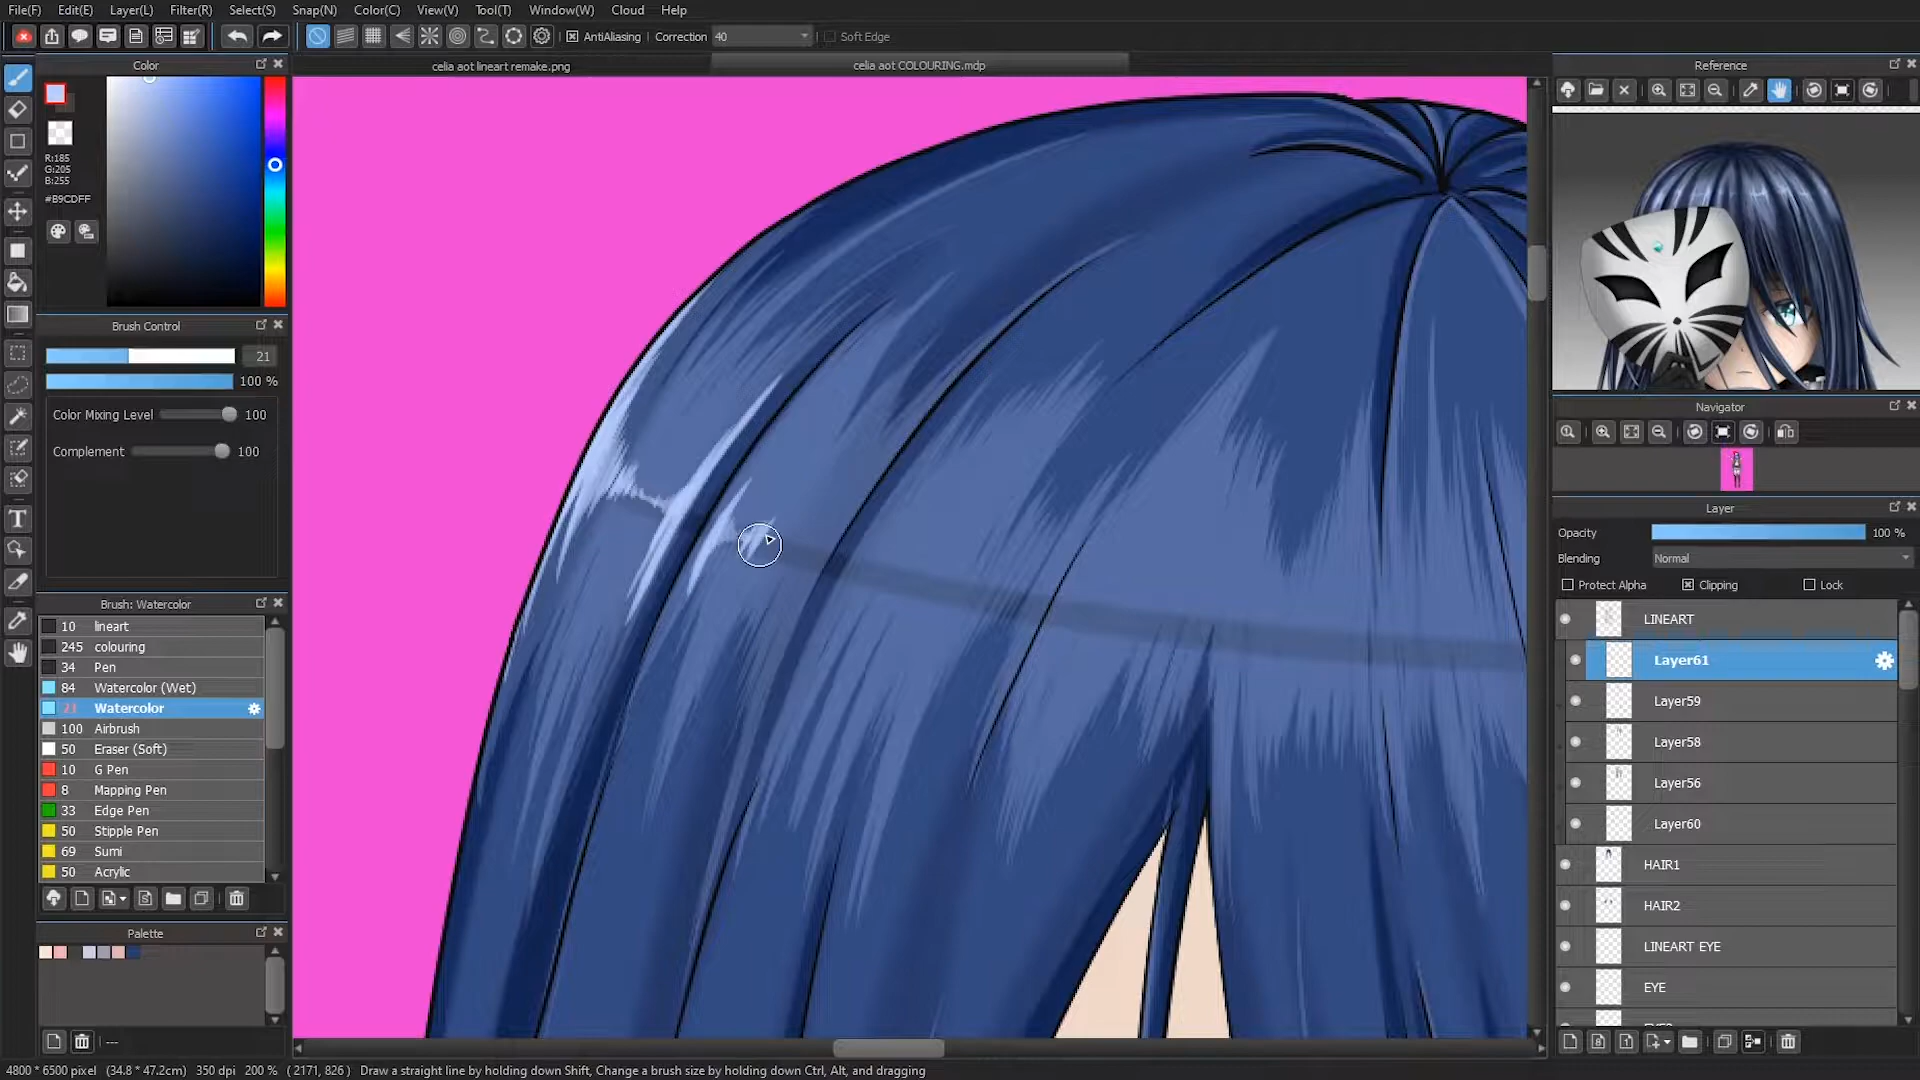 File(F) Edit(E) Layer(L) Filter(R) Select(S) Snap(N) Color(C) View(V) Tool(T) Window(W) Cloud Help
AntiAliasing Correction 40 Soft Edge
Color
celia aot lineart remake.png
celia aot COLOURING.mdp
Reference
R:185
G:205
B:255
#B9CDFF
Brush Control
21
100 %
Color Mixing Level 100
Complement 100
Brush: Watercolor
10 lineart
245 colouring
34 Pen
84 Watercolor (Wet)
21 Watercolor
100 Airbrush
50 Eraser (Soft)
10 G Pen
8 Mapping Pen
33 Edge Pen
50 Stipple Pen
69 Sumi
50 Acrylic
Palette
---
Navigator
Layer
Opacity 100 %
Blending Normal
Protect Alpha Clipping Lock
LINEART
Layer61
Layer59
Layer58
Layer56
Layer60
HAIR1
HAIR2
LINEART EYE
EYE
4800 * 6500 pixel (34.8 * 47.2cm) 350 dpi 200 % ( 2171, 826 ) Draw a straight line by holding down Shift, Change a brush size by holding down Ctrl, Alt, and dragging